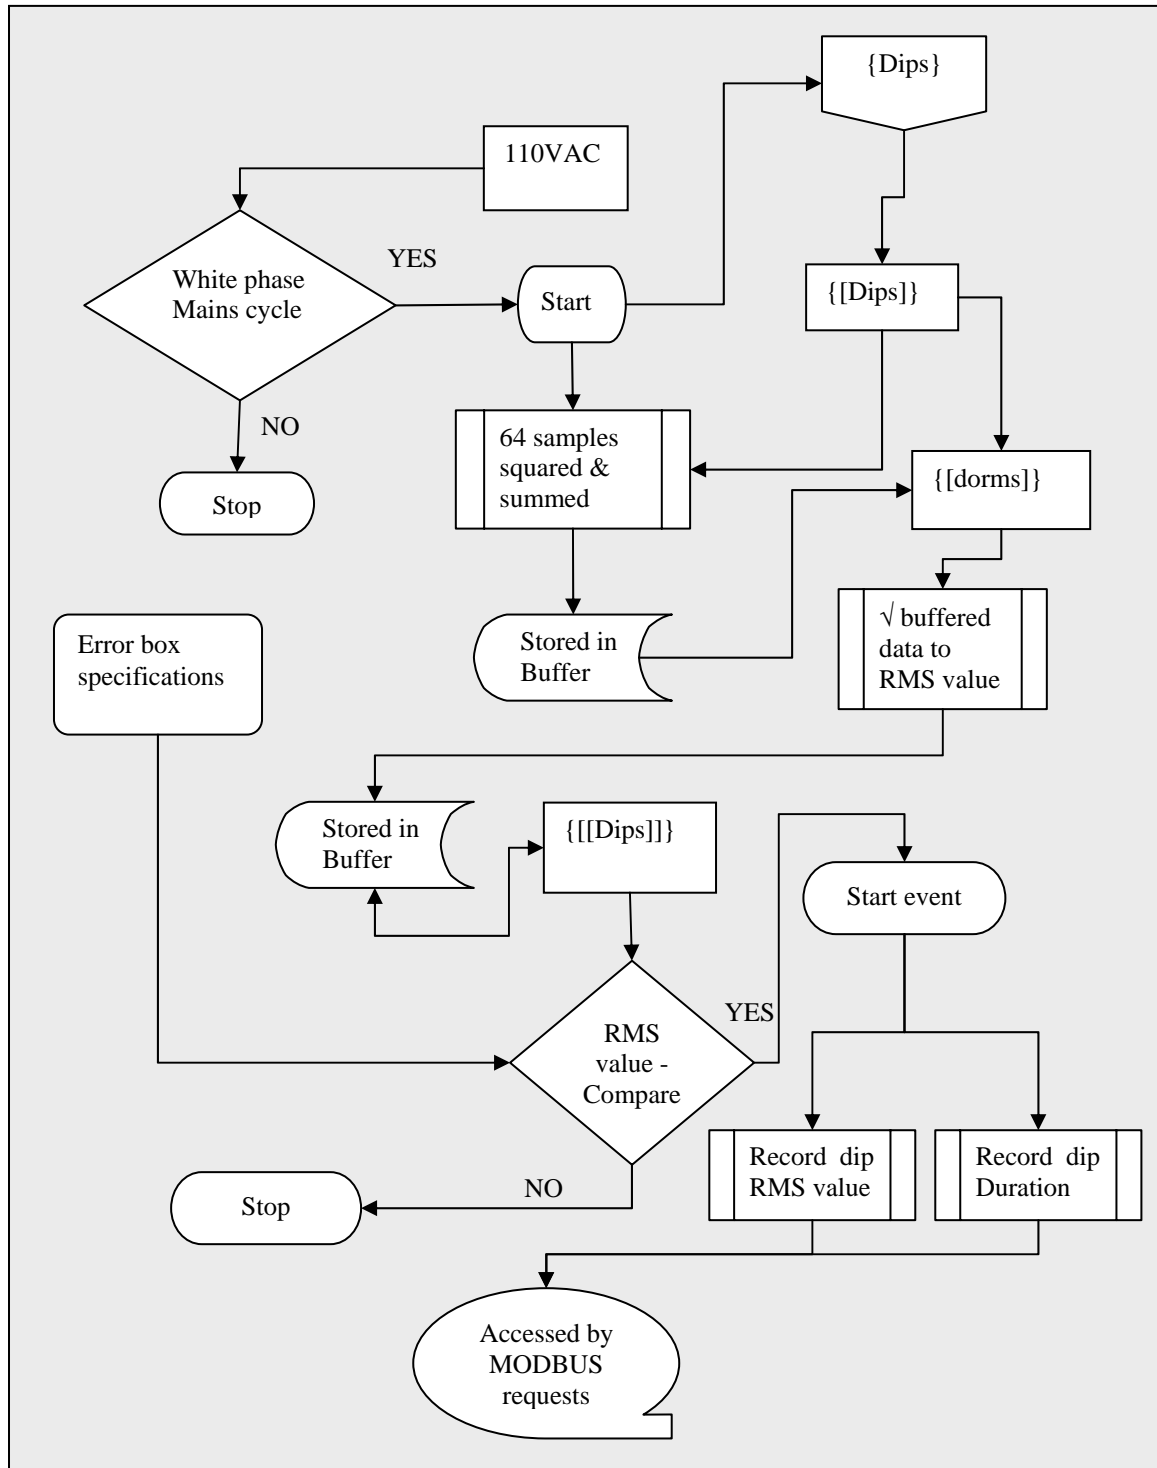 {Dips}
110VAC
White phase
Mains cycle
YES
Start
{[Dips]}
NO
Stop
64 samples
squared &
summed
{[dorms]}
Stored in
Buffer
√ buffered
data to
RMS value
Error box
specifications
Stored in
Buffer
{[[Dips]]}
Start event
YES
RMS
value -
Compare
NO
Stop
Record dip
RMS value
Record dip
Duration
Accessed by
MODBUS
requests